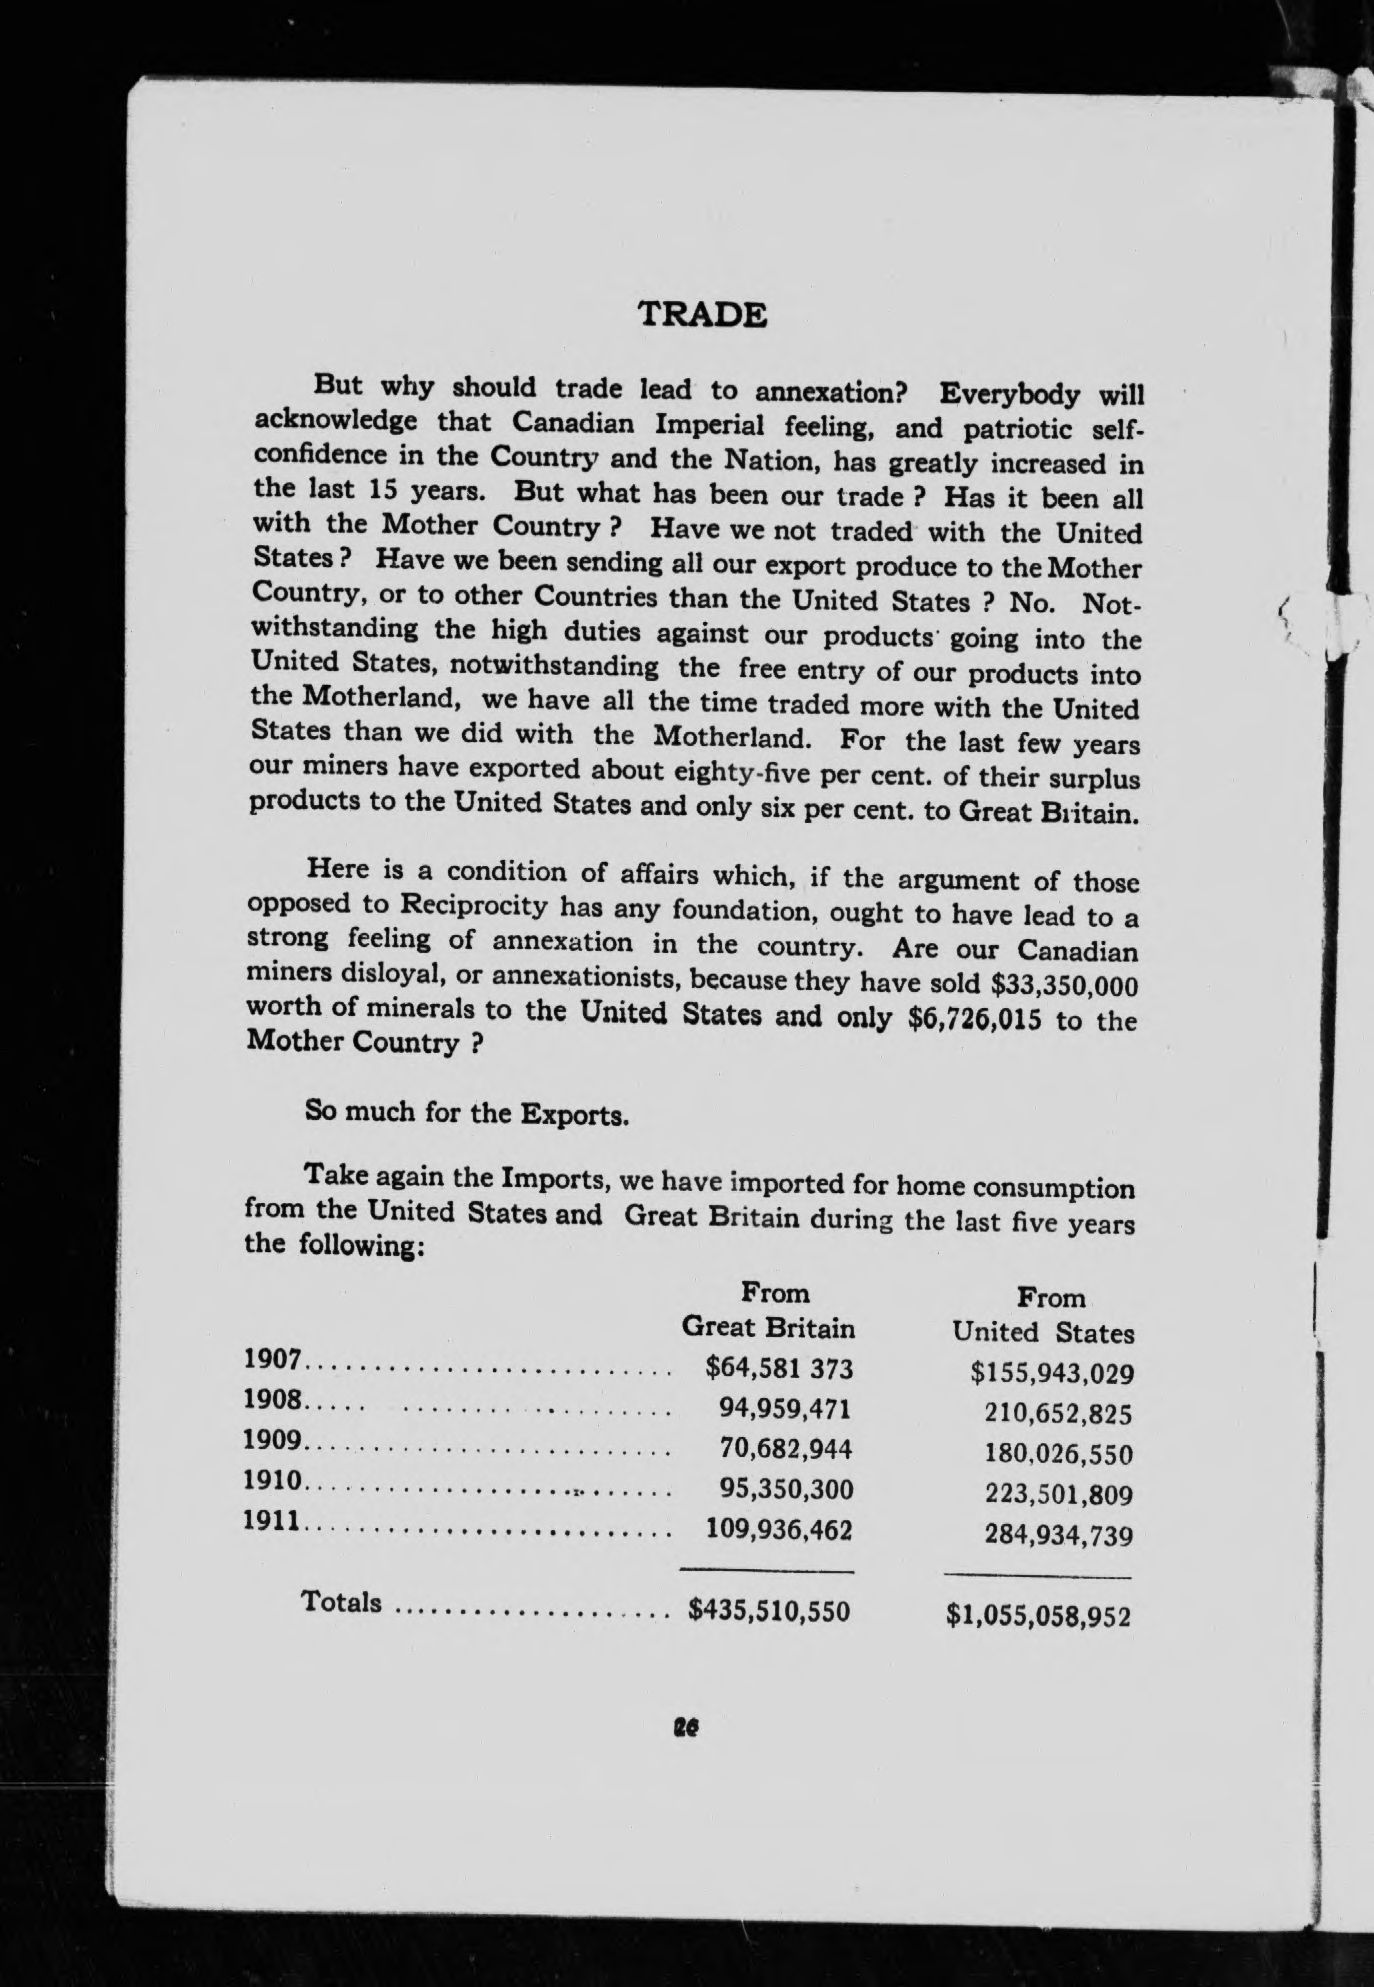 TRADE
But why should trade lead to annexation? Everybody will
acknowledge that Canadian Imperial feeling, and patriotic self-
confidence in the Country and the Nation, has greatly increased in
the last 15 years. But what has been our trade ? Has it been all
with the Mother Country ? Have we not traded with the United
States ? Have we been sending all our export produce to the Mother
Country, or to other Countries than the United States ? No. Not-
withstanding the high duties against our products going into the
United States, notwithstanding the free entry of our products into
the Motherland, we have all the time traded more with the United
States than we did with the Motherland. For the last few years
our miners have exported about eighty-five per cent. of their surplus
products to the United States and only six per cent. to Great Britain.
Here is a condition of affairs which, if the argument of those
opposed to Reciprocity has any foundation, ought to have lead to a
strong feeling of annexation in the country. Are our Canadian
miners disloyal, or annexationists, because they have sold $33,350,000
worth of minerals to the United States and only $6,726,015 to the
Mother Country ?
So much for the Exports.
Take again the Imports, we have imported for home consumption
from the United States and Great Britain during the last five years
the following:
From From
Great Britain United States
1907.......................... $64,581 373 $155,943,029
1908..... ................... 94,959,471 210,652,825
1909.......................... 70,682,944 180,026,550
1910.......................... 95,350,300 223,501,809
1911.......................... 109,936,462 284,934,739
Totals ...................... $435,510,550 $1,055,058,952
26